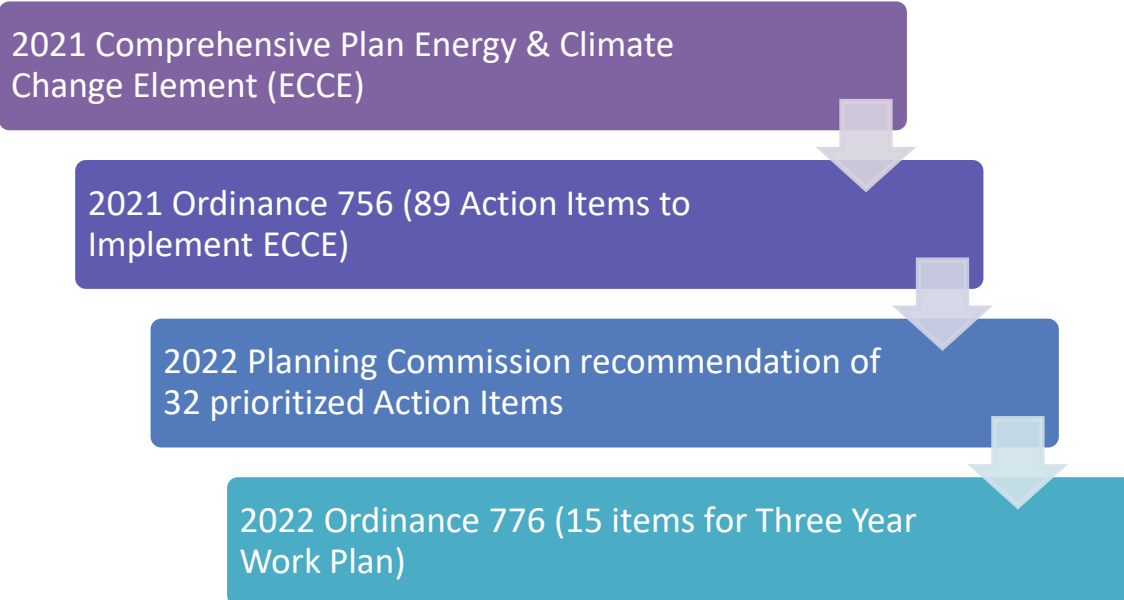 2021 Comprehensive Plan Energy & Climate
Change Element (ECCE)
2021 Ordinance 756 (89 Action Items to
Implement ECCE)
2022 Planning Commission recommendation of
32 prioritized Action Items
2022 Ordinance 776 (15 items for Three Year
Work Plan)